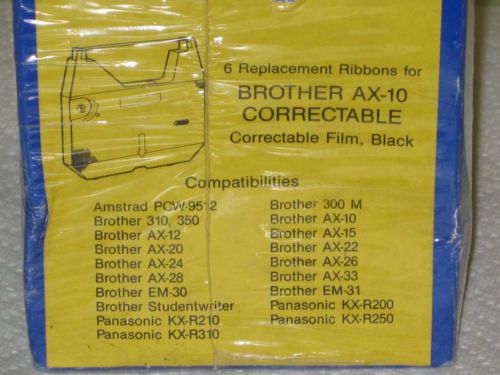 6 Replacement Ribbons for
BROTHER AX-10
CORRECTABLE
Correctable Film, Black
Compatibilities
Amstrad PCW-9512
Brother 310, 350
Brother AX-12
Brother AX-20
Brother AX-24
Brother AX-28
Brother EM-30
Brother Studentwriter
Panasonic KX-R210
Panasonic KX-R310
Brother 300 M
Brother AX-10
Brother AX-15
Brother AX-22
Brother AX-26
Brother AX-33
Brother EM-31
Panasonic KX-R200
Panasonic KX-R250